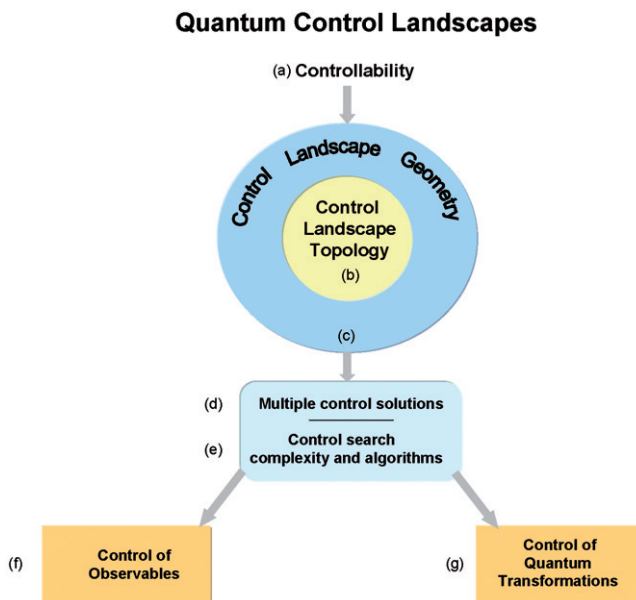 Quantum Control Landscapes
(a) Controllability
Control Landscape Geometry
Control
Landscape
Topology
(b)
(c)
(d) Multiple control solutions
(e) Control search
complexity and algorithms
(f) Control of
Observables
(g) Control of
Quantum
Transformations